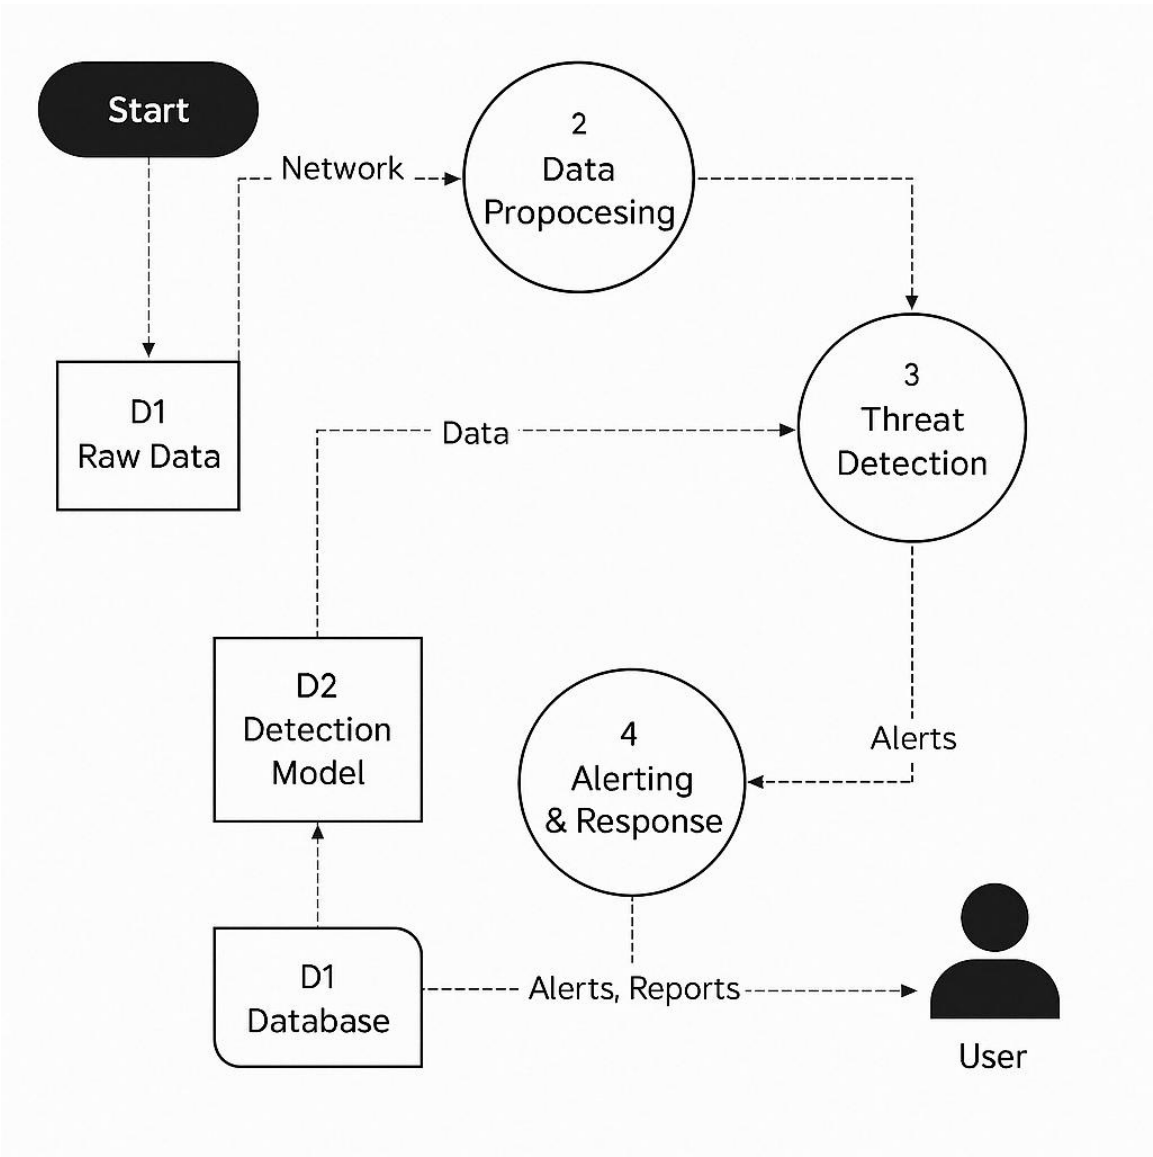 Start
Network
2
Data
Propocesing
3
Threat
Detection
D1
Raw Data
Data
D2
Detection
Model
4
Alerting
& Response
Alerts
D1
Database
Alerts, Reports
User